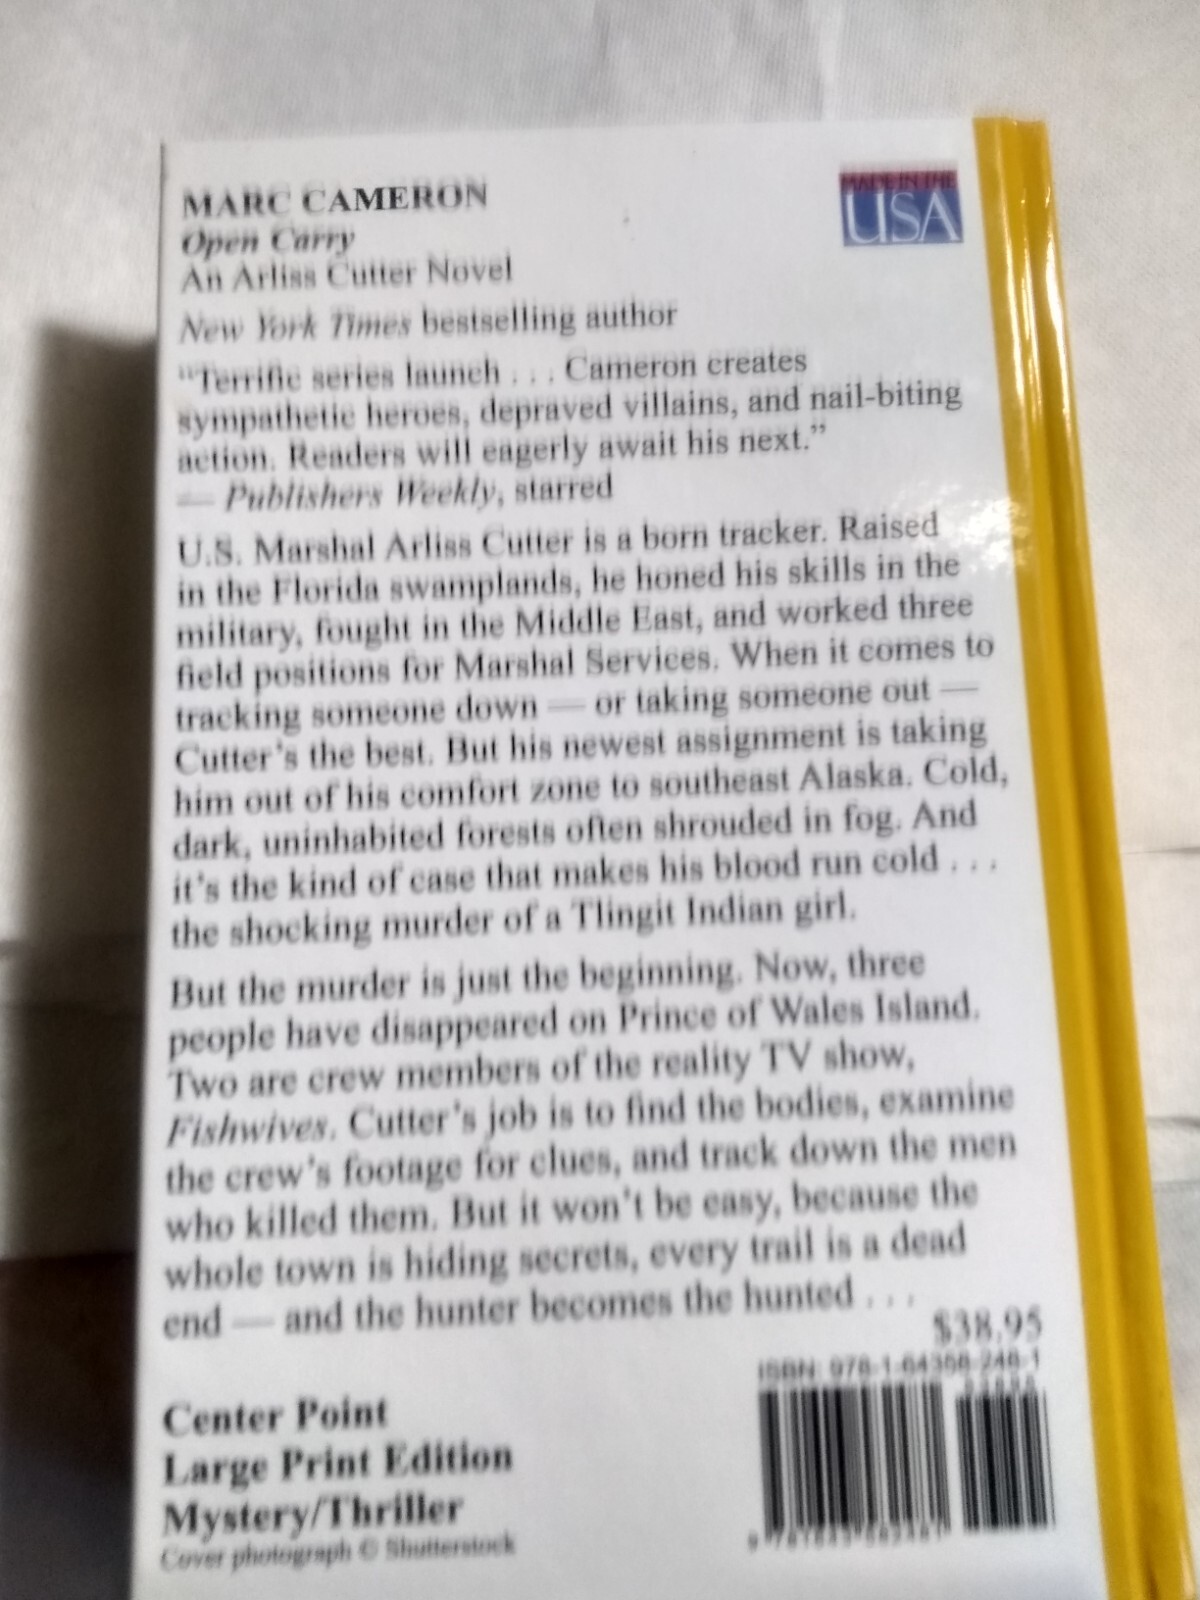 MARC CAMERON
Open Carry
An Arliss Cutter Novel
New York Times bestselling author
“Terrific series launch . . . Cameron creates
sympathetic heroes, depraved villains, and nail-biting
action. Readers will eagerly await his next.”
— Publishers Weekly, starred
U.S. Marshal Arliss Cutter is a born tracker. Raised
in the Florida swamplands, he honed his skills in the
military, fought in the Middle East, and worked three
field positions for Marshal Services. When it comes to
tracking someone down — or taking someone out —
Cutter’s the best. But his newest assignment is taking
him out of his comfort zone to southeast Alaska. Cold,
dark, uninhabited forests often shrouded in fog. And
it’s the kind of case that makes his blood run cold . . .
the shocking murder of a Tlingit Indian girl.
But the murder is just the beginning. Now, three
people have disappeared on Prince of Wales Island.
Two are crew members of the reality TV show,
Fishwives. Cutter’s job is to find the bodies, examine
the crew’s footage for clues, and track down the men
who killed them. But it won’t be easy, because the
whole town is hiding secrets, every trail is a dead
end — and the hunter becomes the hunted . . .
$38.95
ISBN: 978-1-64358-248-1
Center Point
Large Print Edition
Mystery/Thriller
Cover photograph © Shutterstock
MADE IN THE
USA